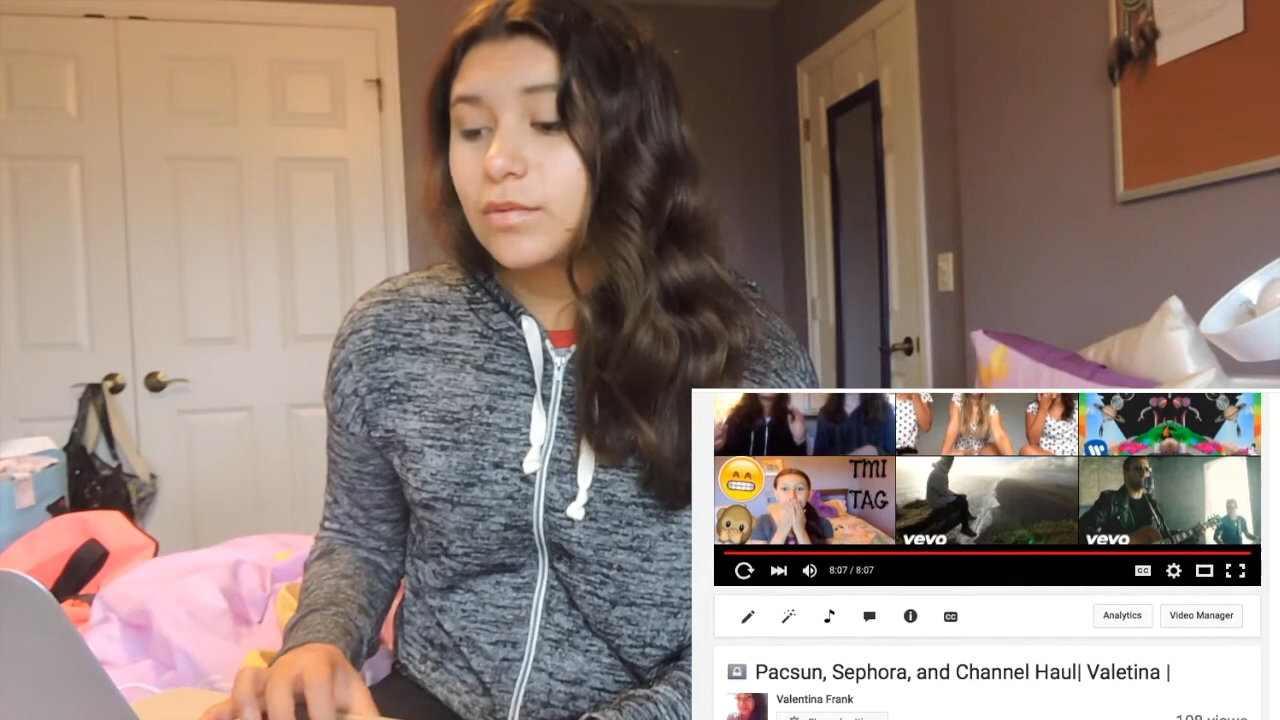 TMI
TAG
vevo
vevo
8:07 / 8:07
CC
Analytics
Video Manager
CC
Pacsun, Sephora, and Channel Haul| Valetina |
Valentina Frank